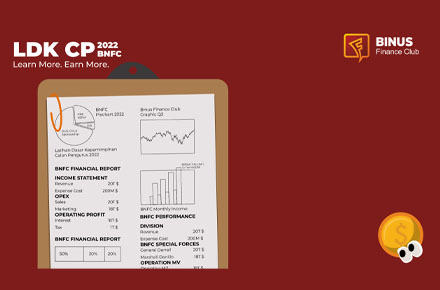 LDK CP 2022 BNFC
Learn More. Earn More.
BINUS
Finance Club
BNFC
Binus Finance Club
Graphic Q2
Latihan Dasar Kepemimpinan
Calon Pengurus 2022
BNFC FINANCIAL REPORT
INCOME STATEMENT
Revenue
Expense Cost
OPEX
Sales
Marketing
OPERATING PROFIT
Interest
Tax
BNFC FINANCIAL REPORT
50% 20% 20%
BNFC Monthly Income
BNFC PERFORMANCE
DIVISION
Revenue 20T $
Expense Cost 200M $
BNFC SPECIAL FORCES
OPERATION MV